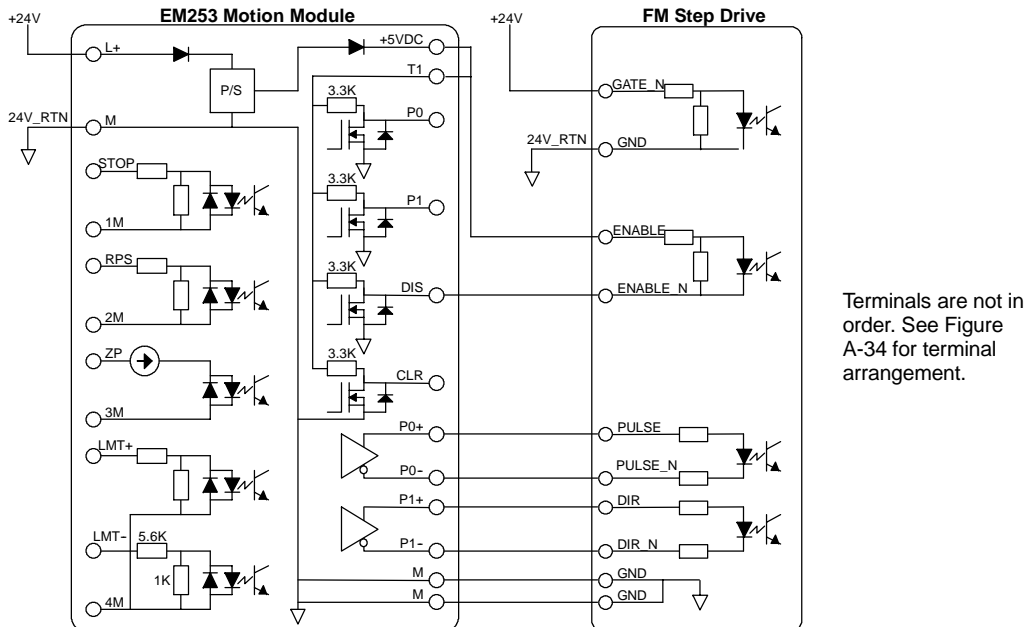 EM253 Motion Module
FM Step Drive
+24V
L+
P/S
+5VDC
T1
3.3K
P0
24V_RTN
M
STOP
1M
3.3K
P1
RPS
2M
3.3K
DIS
ZP
3M
3.3K
CLR
LMT+
P0+
P0-
LMT-
5.6K
1K
P1+
P1-
4M
M
M
+24V
GATE_N
24V_RTN
GND
ENABLE
ENABLE_N
PULSE
PULSE_N
DIR
DIR_N
GND
GND
Terminals are not in
order. See Figure
A-34 for terminal
arrangement.